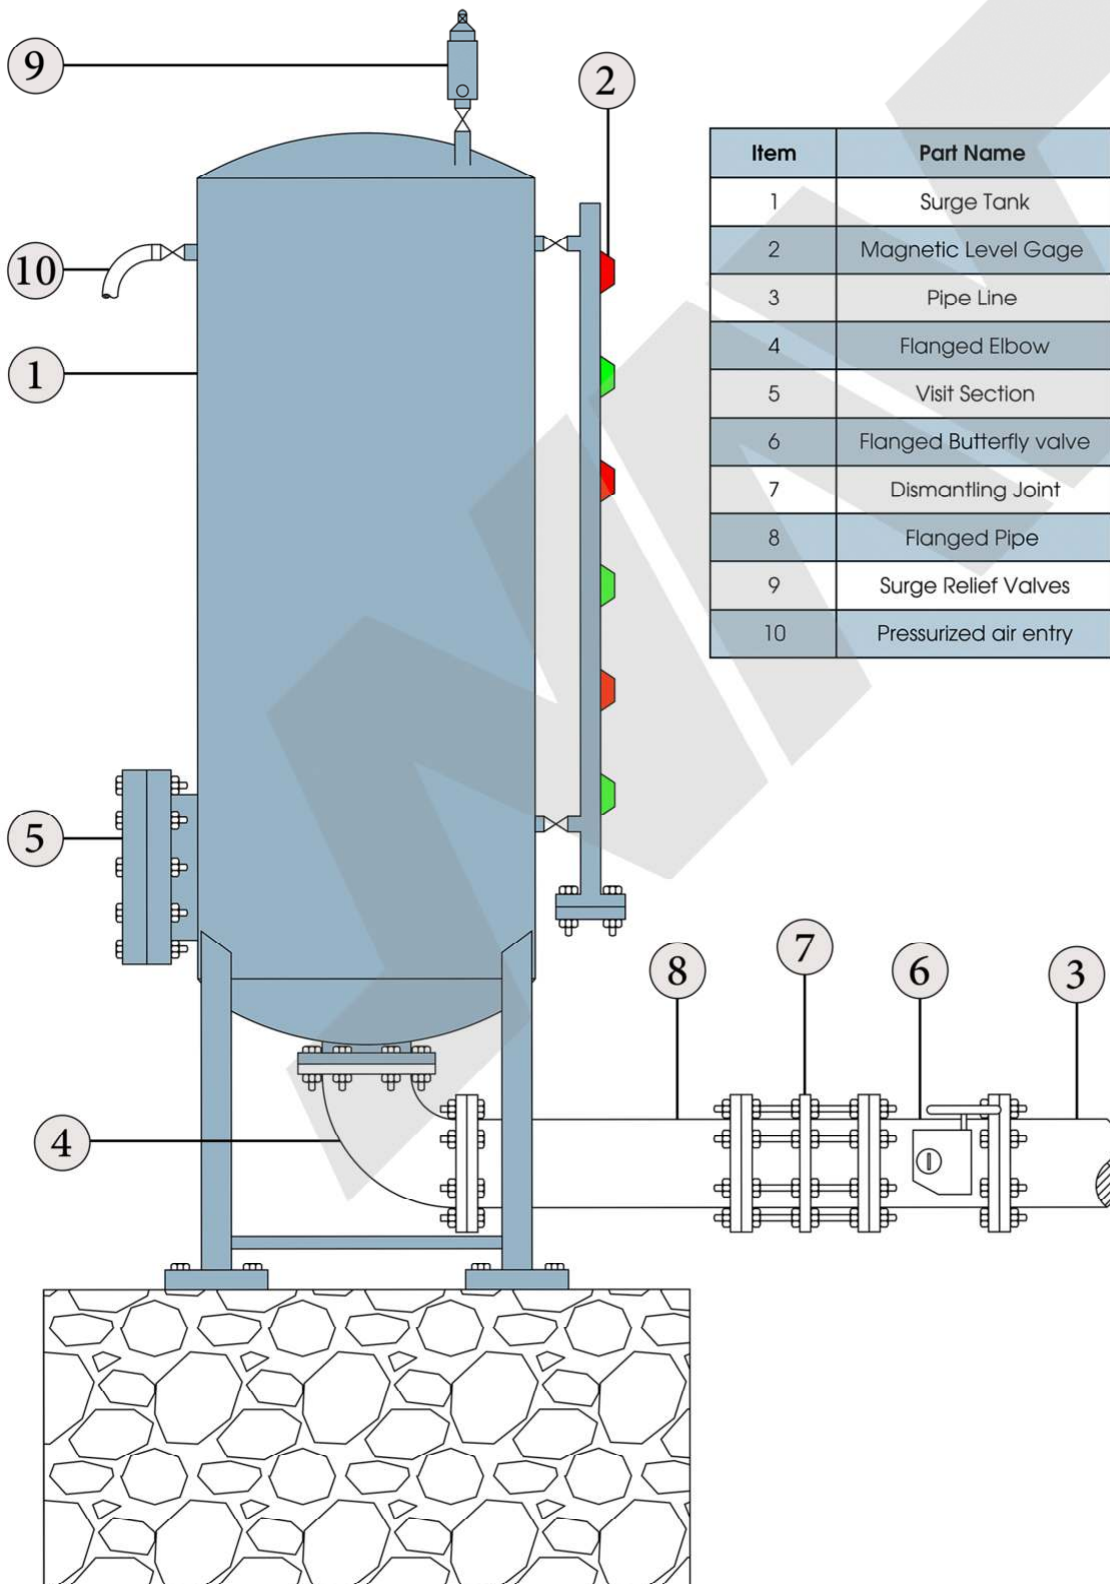 9
2
10
1
5
8
7
6
3
4
Item Part Name
1 Surge Tank
2 Magnetic Level Gage
3 Pipe Line
4 Flanged Elbow
5 Visit Section
6 Flanged Butterfly valve
7 Dismantling Joint
8 Flanged Pipe
9 Surge Relief Valves
10 Pressurized air entry